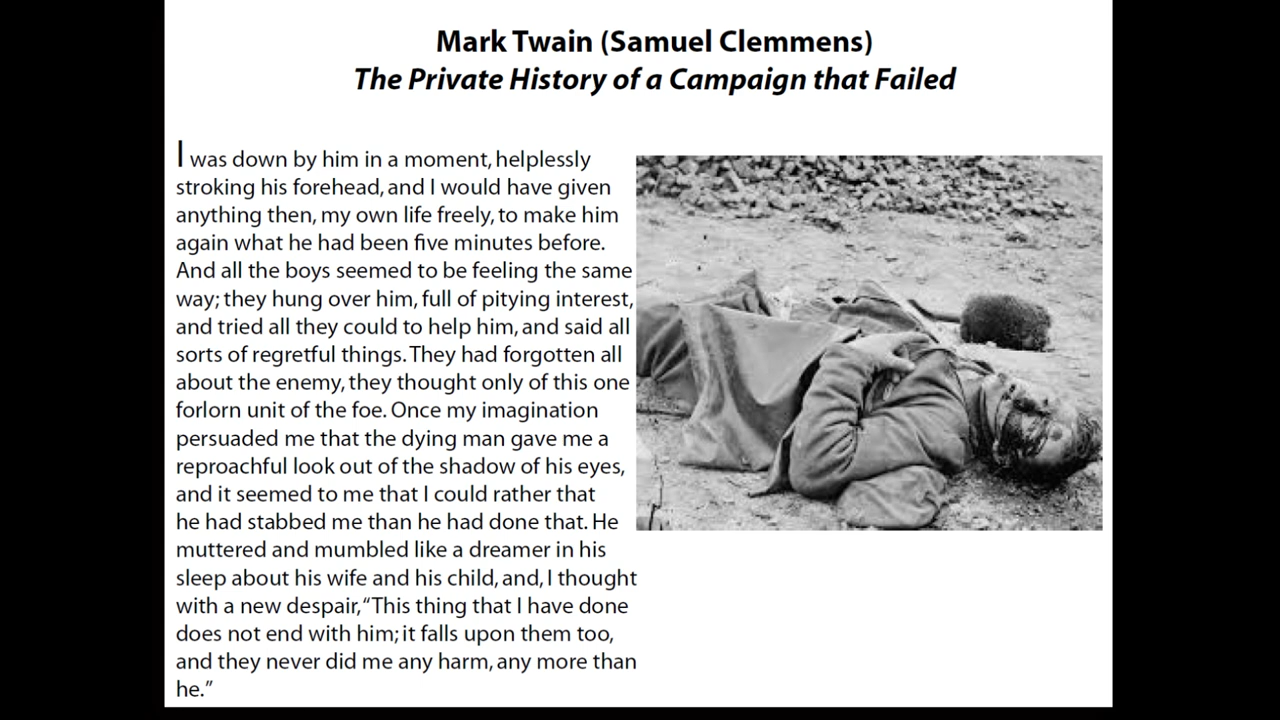 Mark Twain (Samuel Clemmens)
The Private History of a Campaign that Failed
I was down by him in a moment, helplessly
stroking his forehead, and I would have given
anything then, my own life freely, to make him
again what he had been five minutes before.
And all the boys seemed to be feeling the same
way; they hung over him, full of pitying interest,
and tried all they could to help him, and said all
sorts of regretful things. They had forgotten all
about the enemy, they thought only of this one
forlorn unit of the foe. Once my imagination
persuaded me that the dying man gave me a
reproachful look out of the shadow of his eyes,
and it seemed to me that I could rather that
he had stabbed me than he had done that. He
muttered and mumbled like a dreamer in his
sleep about his wife and his child, and, I thought
with a new despair, “This thing that I have done
does not end with him; it falls upon them too,
and they never did me any harm, any more than
he.”